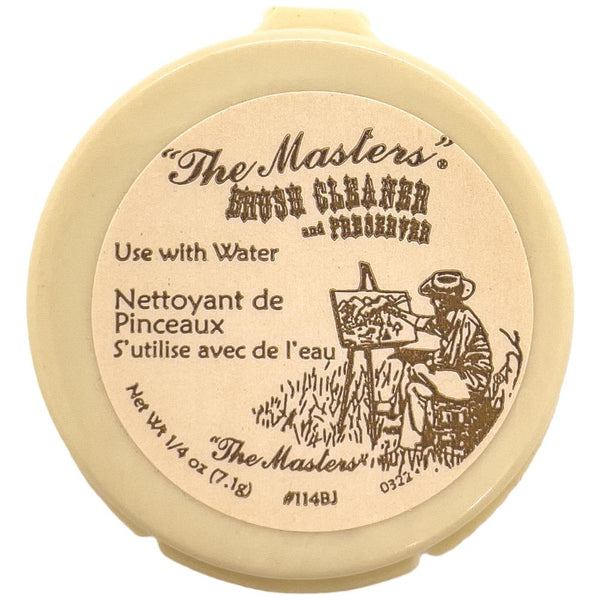 "The Masters"®
BRUSH CLEANER
and PRESERVER
Use with Water
Nettoyant de
Pinceaux
S'utilise avec de l'eau
Net Wt 1/4 oz (7.1g)
"The Masters"
#114BJ
0322